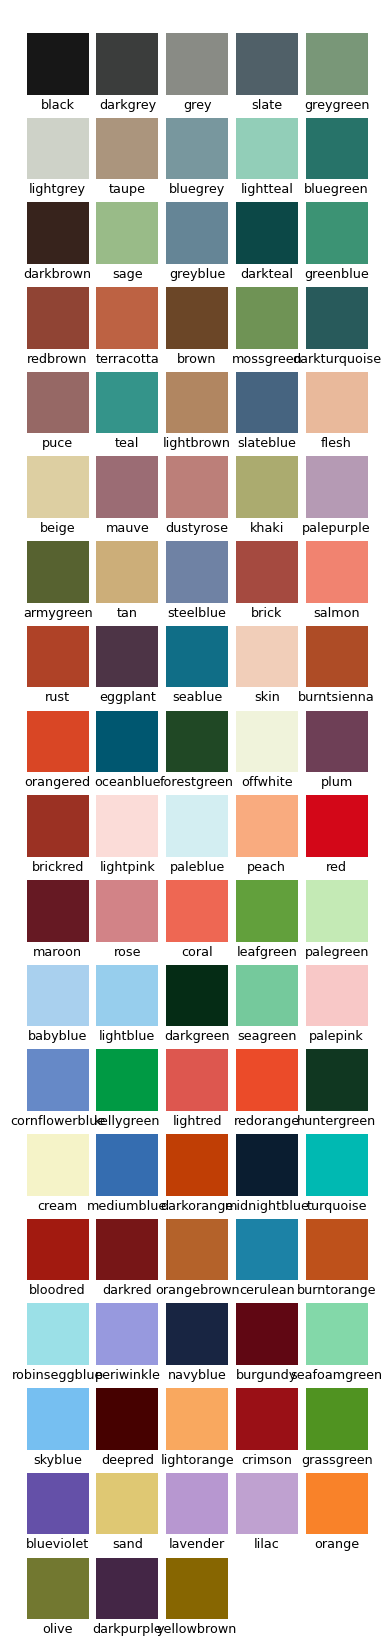 black darkgrey grey slate greygreen
lightgrey taupe bluegrey lightteal bluegreen
darkbrown sage greyblue darkteal greenblue
redbrown terracotta brown mossgreen darkturquoise
puce teal lightbrown slateblue flesh
beige mauve dustyrose khaki palepurple
armygreen tan steelblue brick salmon
rust eggplant seablue skin burntsienna
orangered oceanblue forestgreen offwhite plum
brickred lightpink paleblue peach red
maroon rose coral leafgreen palegreen
babyblue lightblue darkgreen seagreen palepink
cornflowerblue kellygreen lightred redorange huntergreen
cream mediumblue darkorange midnightblue turquoise
bloodred darkred orangebrown cerulean burntorange
robinseggblue periwinkle navyblue burgundy seafoamgreen
skyblue deepred lightorange crimson grassgreen
blueviolet sand lavender lilac orange
olive darkpurple yellowbrown